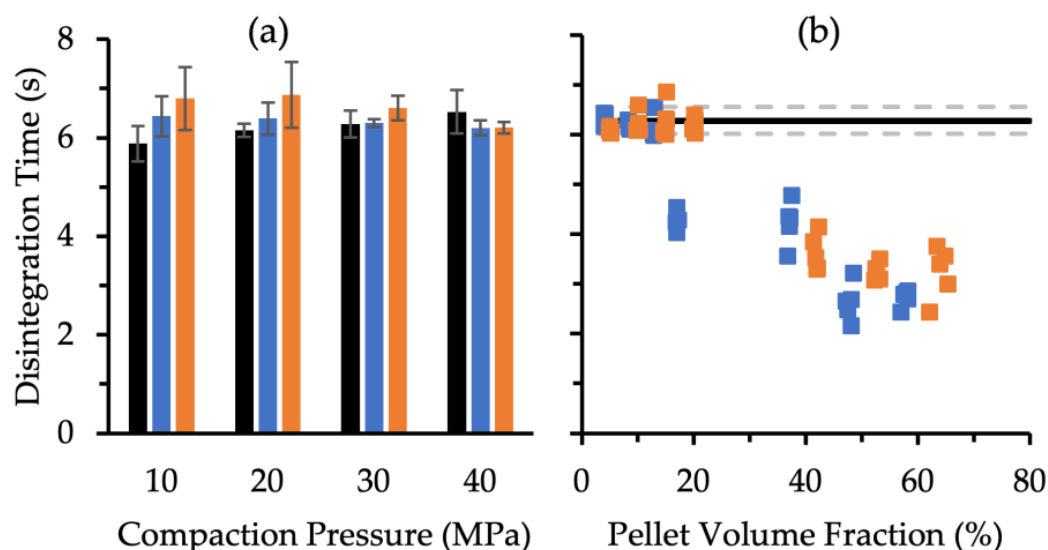 (a)
(b)
Disintegration Time (s)
8
6
4
2
0
10 20 30 40
0 20 40 60 80
Compaction Pressure (MPa)
Pellet Volume Fraction (%)